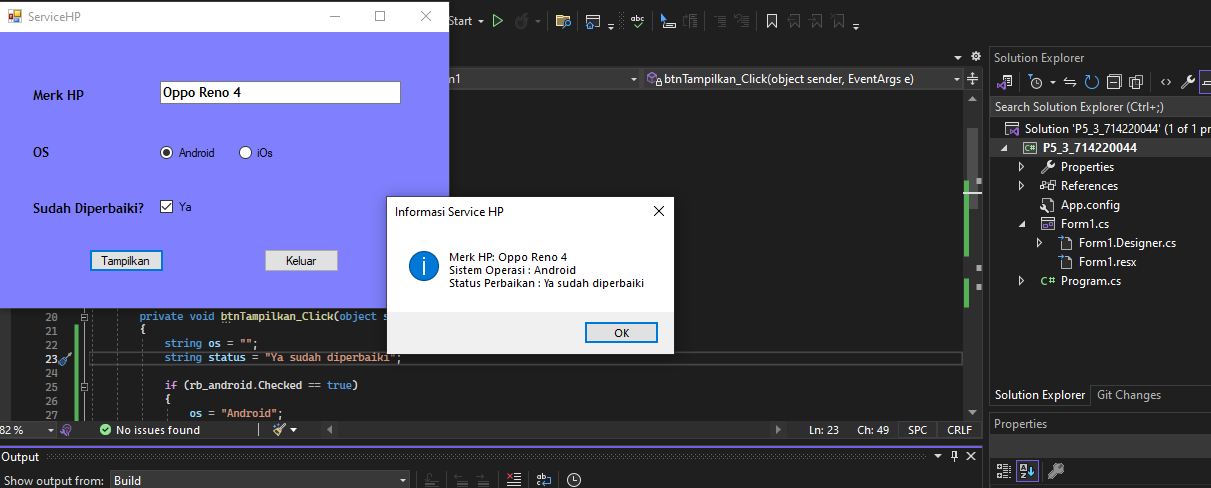 ServiceHP
Merk HP
Oppo Reno 4
OS
Android
iOs
Sudah Diperbaiki?
Ya
Tampilkan
Keluar
Informasi Service HP
Merk HP: Oppo Reno 4
Sistem Operasi : Android
Status Perbaikan : Ya sudah diperbaiki
OK
Start
btnTampilkan_Click(object sender, EventArgs e)
20 private void btnTampilkan_Click(object s
21 {
22 string os = "";
23 string status = "Ya sudah diperbaiki";
24
25 if (rb_android.Checked == true)
26 {
27 os = "Android";
82 %
No issues found
Ln: 23
Ch: 49
SPC
CRLF
Output
Show output from:
Build
Solution Explorer
Search Solution Explorer (Ctrl+;)
Solution 'P5_3_714220044' (1 of 1 pr
C# P5_3_714220044
Properties
References
App.config
Form1.cs
Form1.Designer.cs
Form1.resx
C# Program.cs
Solution Explorer
Git Changes
Properties